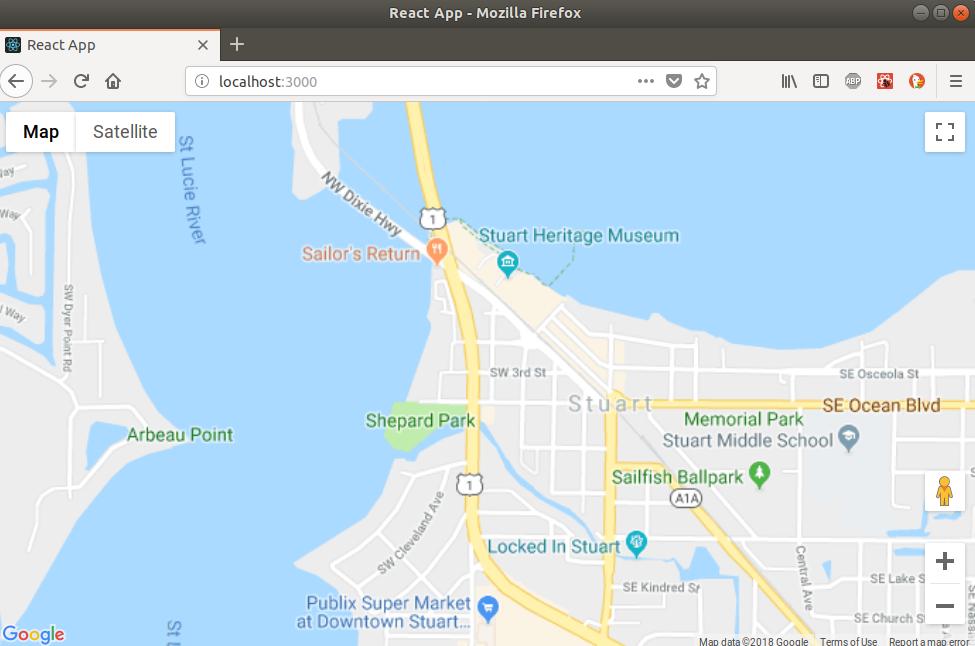 React App - Mozilla Firefox
React App
localhost:3000
ABP
Map
Satellite
St Lucie River
Way
Way
Way
SW Dyer Point Rd
NW Dixie Hwy
1
Stuart Heritage Museum
Sailor's Return
SW 3rd St
SE Osceola St
Stuart
SE Ocean Blvd
Shepard Park
Memorial Park
Stuart Middle School
Arbeau Point
Sailfish Ballpark
1
A1A
SW Cleveland Ave
Locked In Stuart
Central Ave
SE Kindred St
SE Lake S
Publix Super Market
at Downtown Stuart...
SE Church S
St L
Google
Map data ©2018 Google
Terms of Use
Report a map error